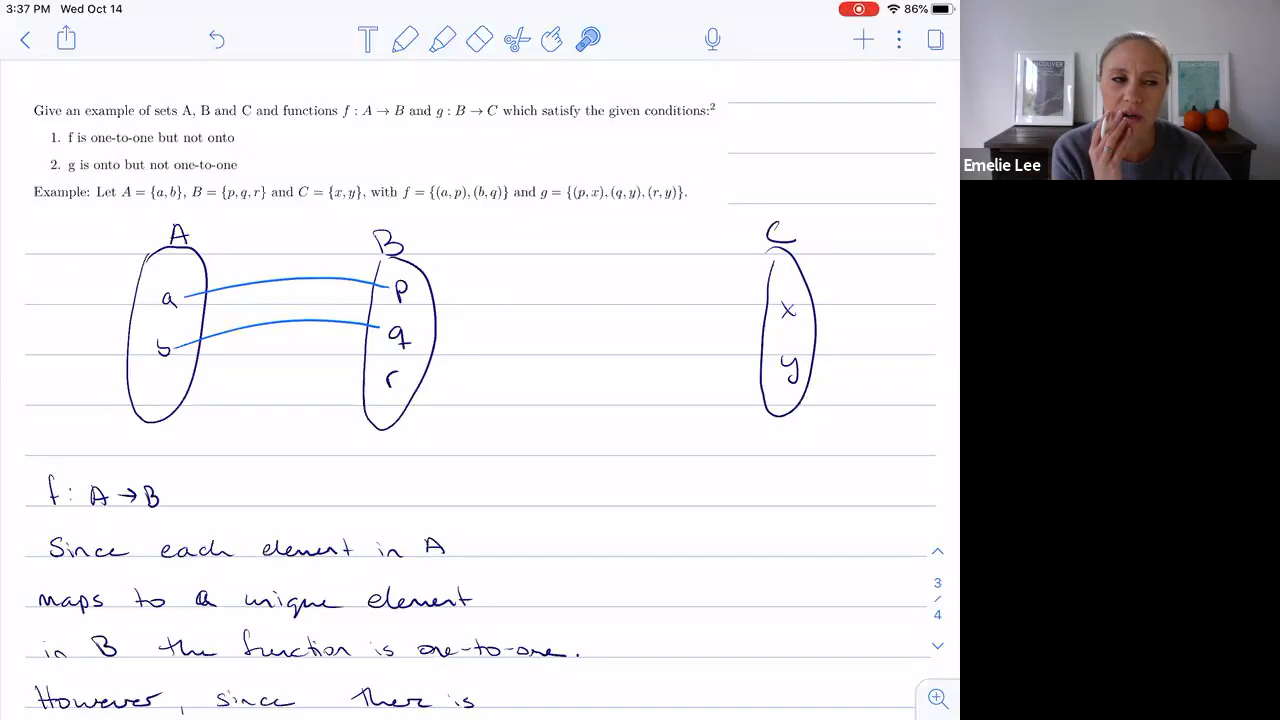 3:37 PM Wed Oct 14
86%
Give an example of sets A, B and C and functions f : A → B and g : B → C which satisfy the given conditions:²
1. f is one-to-one but not onto
2. g is onto but not one-to-one
Example: Let A = {a, b}, B = {p, q, r} and C = {x, y}, with f = {(a, p), (b, q)} and g = {(p, x), (q, y), (r, y)}.
A B C
a p x
b q y
r
f: A → B
Since each element in A
maps to a unique element
in B the function is one-to-one.
However, since there is
3
/
4
VANCOUVER
EDMONTON
Emelie Lee